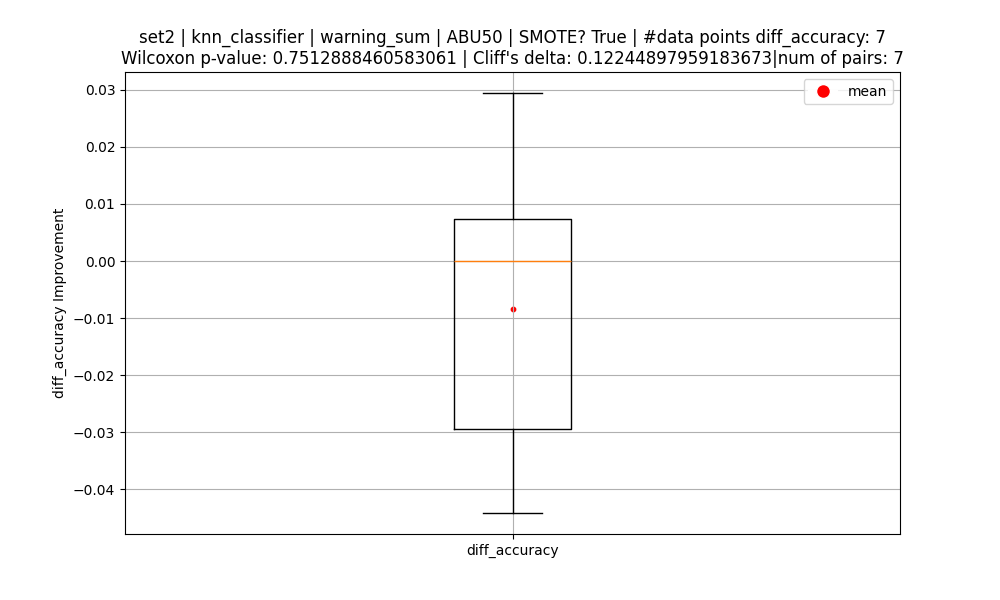 set2 | knn_classifier | warning_sum | ABU50 | SMOTE? True | #data points diff_accuracy: 7
Wilcoxon p-value: 0.7512888460583061 | Cliff's delta: 0.12244897959183673|num of pairs: 7
mean
0.03
0.02
0.01
0.00
−0.01
−0.02
−0.03
−0.04
diff_accuracy Improvement
diff_accuracy